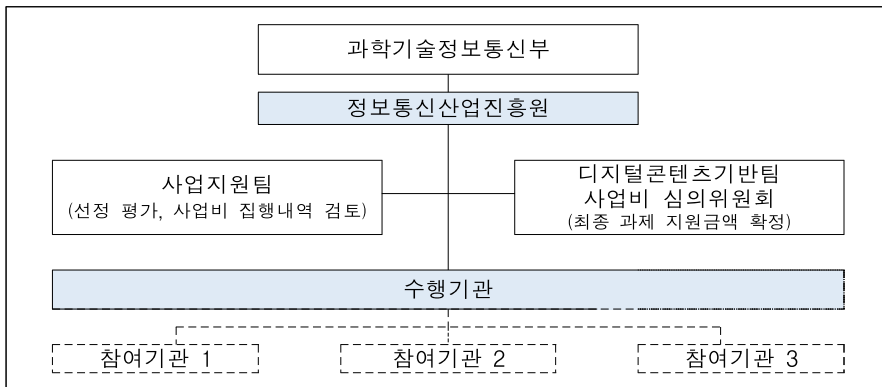 과학기술정보통신부
정보통신산업진흥원
사업지원팀
(선정 평가, 사업비 집행내역 검토)
디지털콘텐츠기반팀
사업비 심의위원회
(최종 과제 지원금액 확정)
수행기관
참여기관 1
참여기관 2
참여기관 3